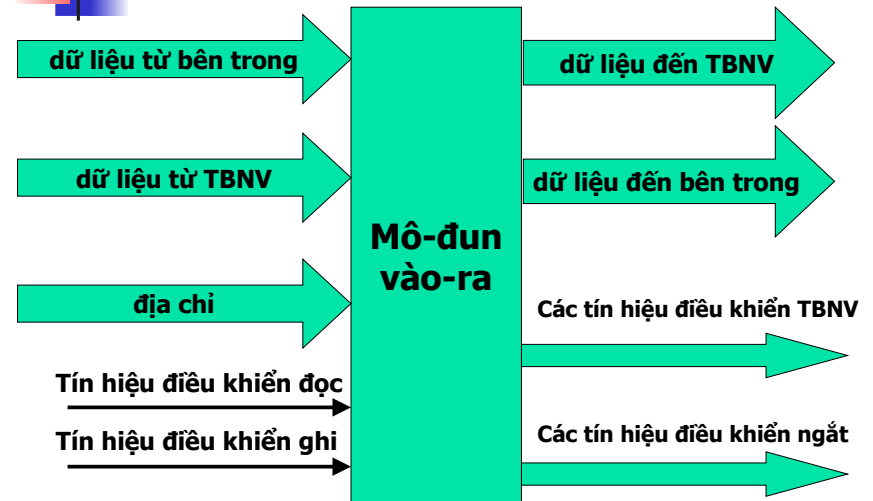 dữ liệu từ bên trong
dữ liệu từ TBNV
địa chỉ
Tín hiệu điều khiển đọc
Tín hiệu điều khiển ghi
Mô-đun
vào-ra
dữ liệu đến TBNV
dữ liệu đến bên trong
Các tín hiệu điều khiển TBNV
Các tín hiệu điều khiển ngắt